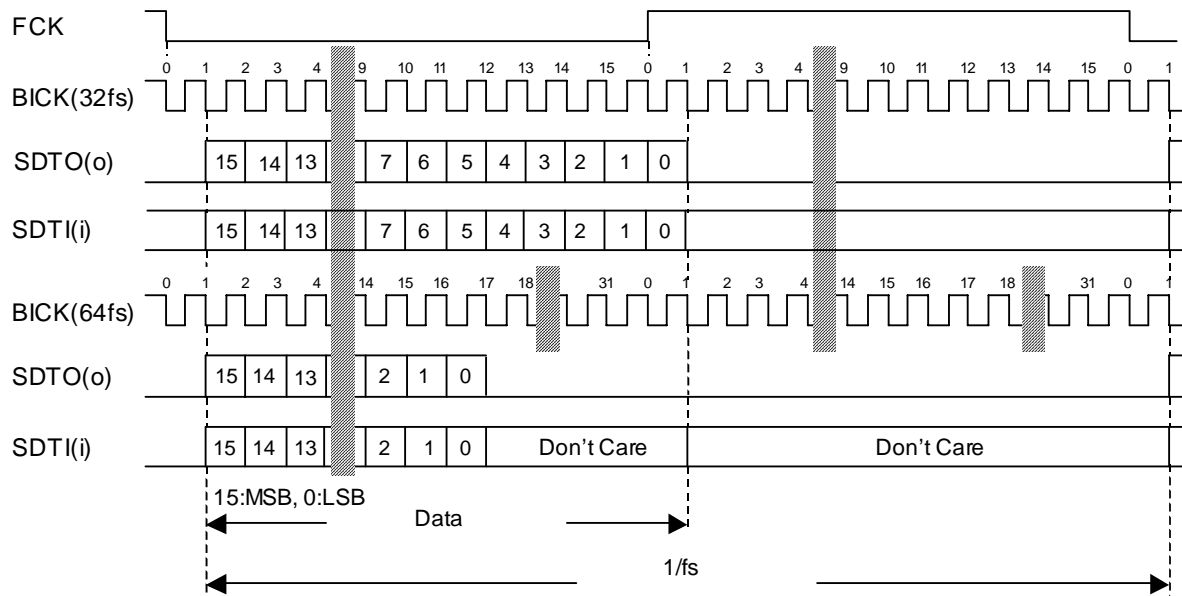 FCK
0 1 2 3 4 9 10 11 12 13 14 15 0 1 2 3 4 9 10 11 12 13 14 15 0 1
BICK(32fs)
SDTO(o) 15 14 13 7 6 5 4 3 2 1 0
SDTI(i) 15 14 13 7 6 5 4 3 2 1 0
0 1 2 3 4 14 15 16 17 18 31 0 1 2 3 4 14 15 16 17 18 31 0 1
BICK(64fs)
SDTO(o) 15 14 13 2 1 0
SDTI(i) 15 14 13 2 1 0 Don't Care Don't Care
15:MSB, 0:LSB
Data
1/fs